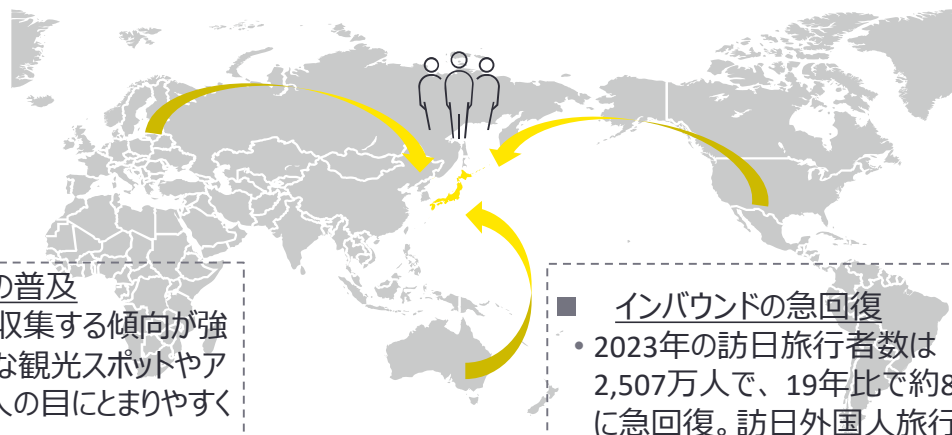 の普及
収集する傾向が強
な観光スポットやア
人の目にとまりやすく
■ インバウンドの急回復
• 2023年の訪日旅行者数は
2,507万人で、19年比で約8
に急回復。訪日外国人旅行